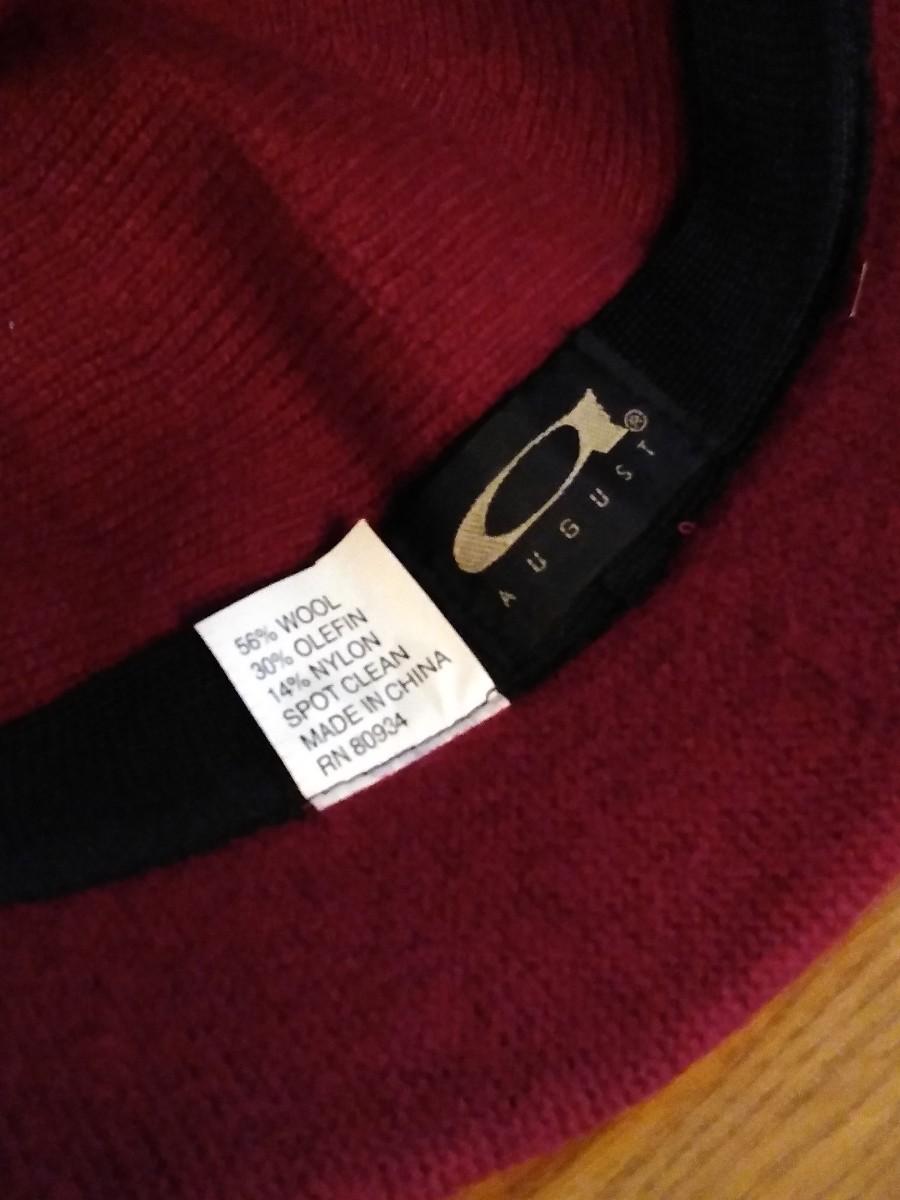 ®
AUGUST
56% WOOL
30% OLEFIN
14% NYLON
SPOT CLEAN
MADE IN CHINA
RN 80934